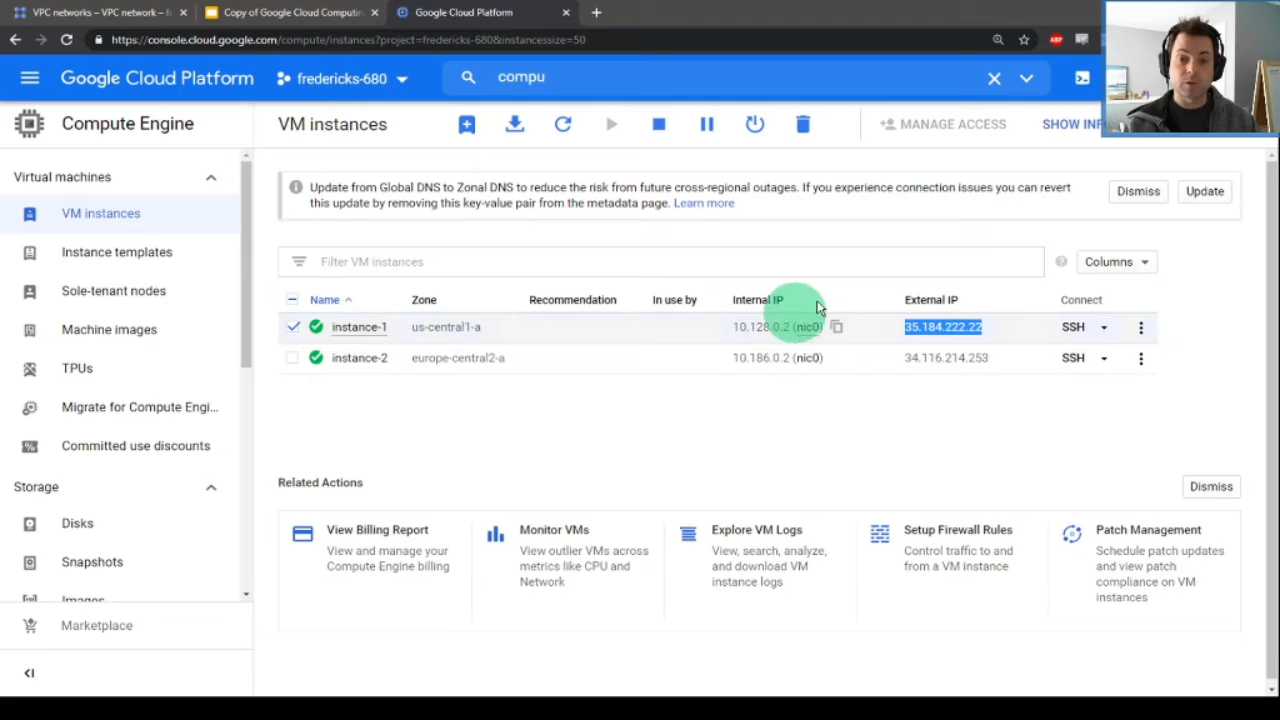 VPC networks – VPC network –
Copy of Google Cloud Computin
Google Cloud Platform
https://console.cloud.google.com/compute/instances?project=fredericks-680&instancessize=50
ABP
Google Cloud Platform
fredericks-680
compu
Compute Engine
VM instances
MANAGE ACCESS
SHOW INF
Virtual machines
VM instances
Instance templates
Sole-tenant nodes
Machine images
TPUs
Migrate for Compute Engi...
Committed use discounts
Storage
Disks
Snapshots
Images
Marketplace
Update from Global DNS to Zonal DNS to reduce the risk from future cross-regional outages. If you experience connection issues you can revert
this update by removing this key-value pair from the metadata page. Learn more
Dismiss
Update
Filter VM instances
Columns
Name Zone Recommendation In use by Internal IP External IP Connect
instance-1 us-central1-a 10.128.0.2 (nic0) 35.184.222.22 SSH
instance-2 europe-central2-a 10.186.0.2 (nic0) 34.116.214.253 SSH
Related Actions
Dismiss
View Billing Report
View and manage your
Compute Engine billing
Monitor VMs
View outlier VMs across
metrics like CPU and
Network
Explore VM Logs
View, search, analyze,
and download VM
instance logs
Setup Firewall Rules
Control traffic to and
from a VM instance
Patch Management
Schedule patch updates
and view patch
compliance on VM
instances